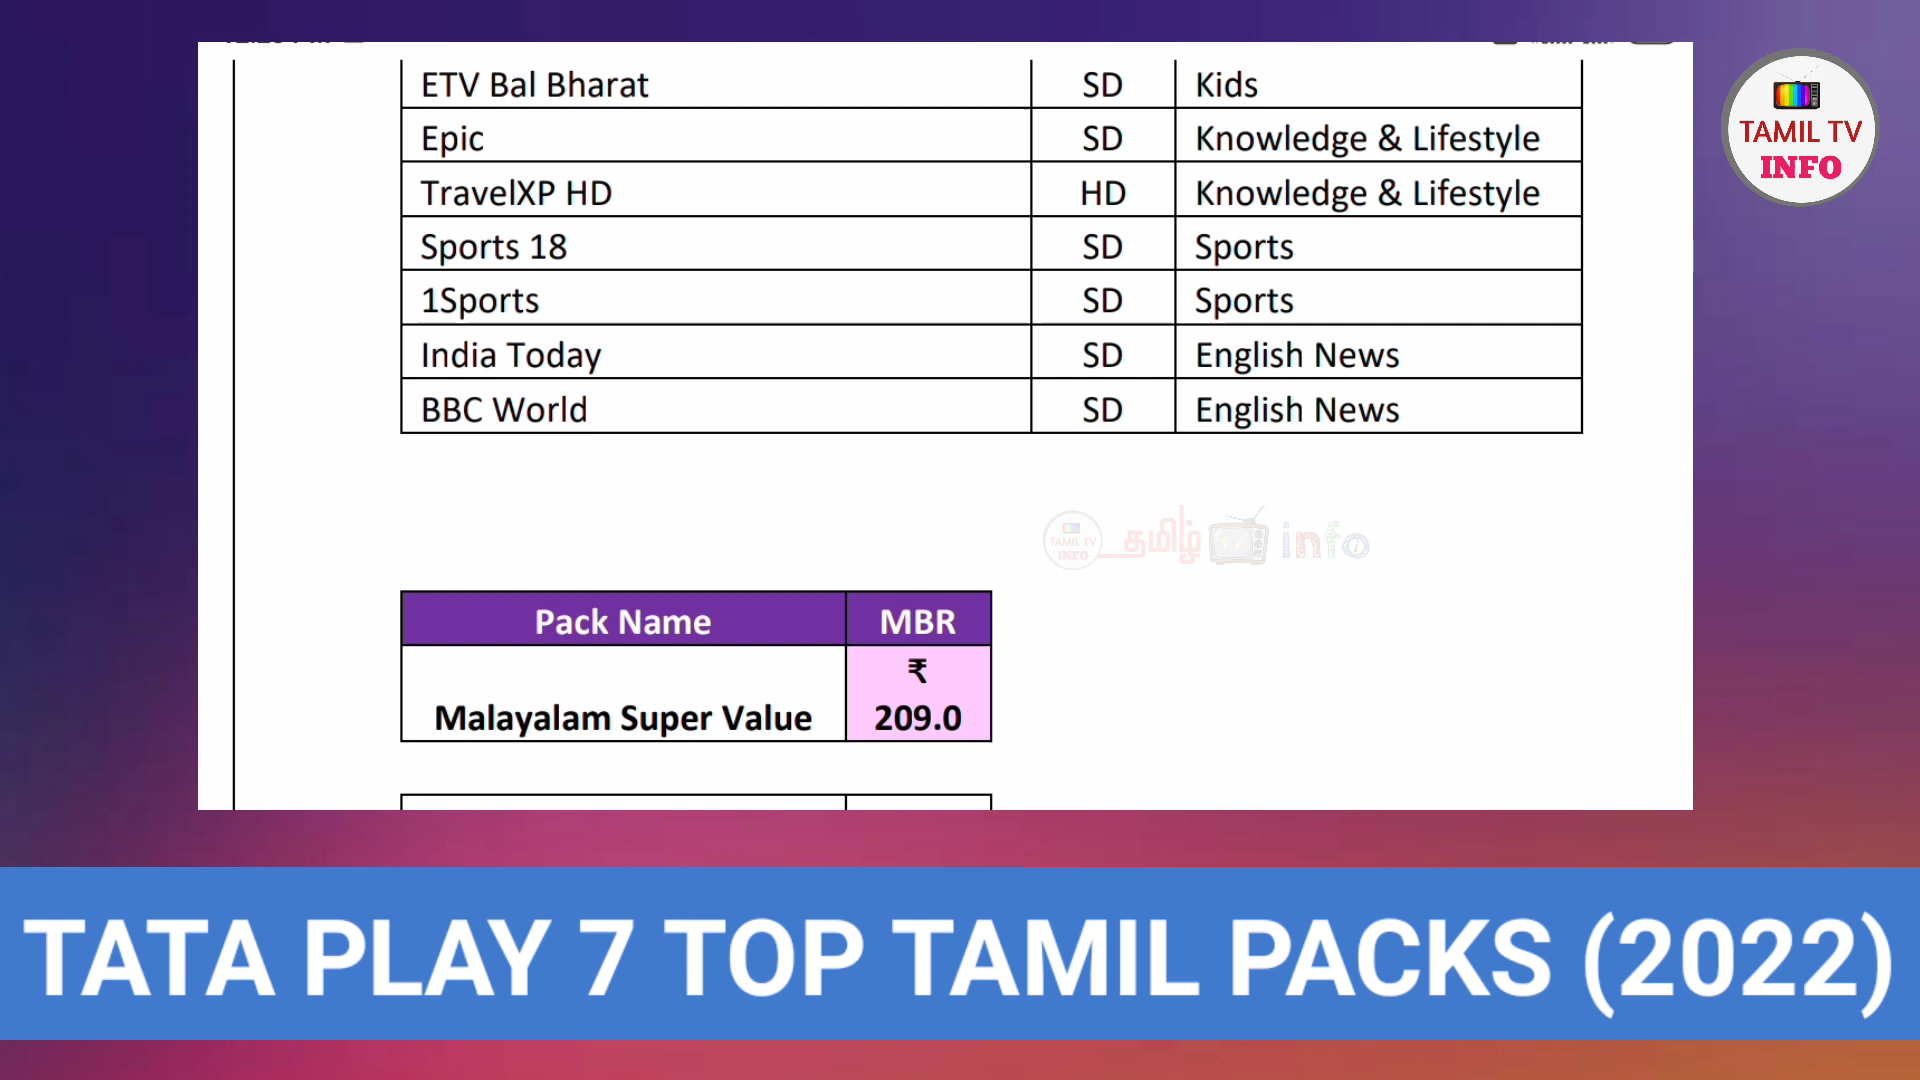 ETV Bal Bharat SD Kids
Epic SD Knowledge & Lifestyle
TravelXP HD HD Knowledge & Lifestyle
Sports 18 SD Sports
1Sports SD Sports
India Today SD English News
BBC World SD English News
TAMIL TV
INFO
TAMIL TV
INFO
தமிழ் TV info
Pack Name MBR
₹
Malayalam Super Value 209.0
TATA PLAY 7 TOP TAMIL PACKS (2022)